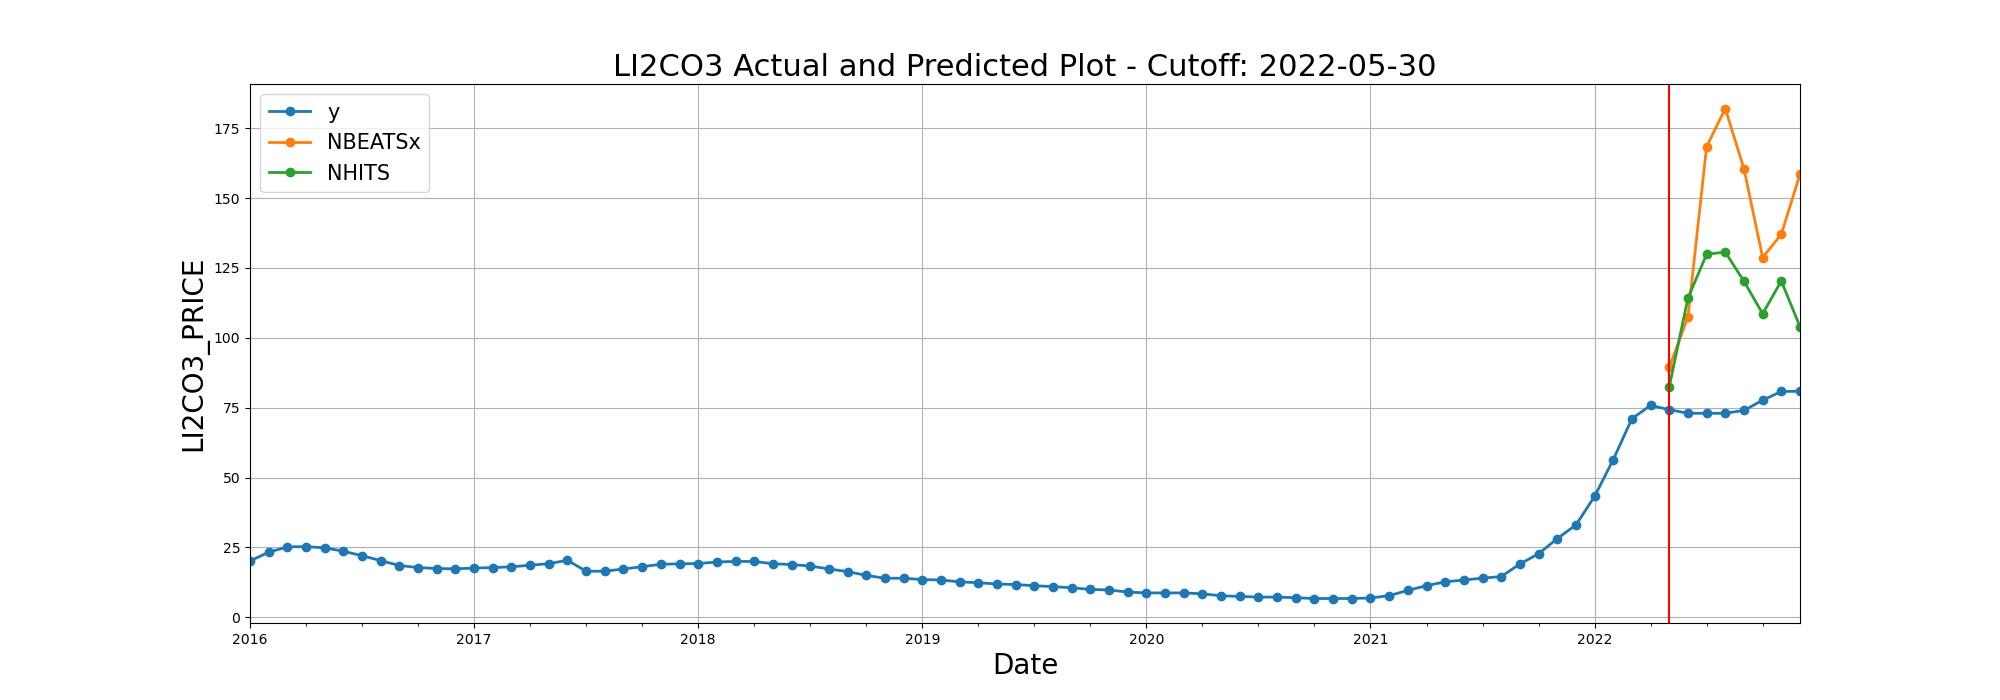 LI2CO3 Actual and Predicted Plot - Cutoff: 2022-05-30
y
NBEATSx
NHITS
LI2CO3_PRICE
175
150
125
100
75
50
25
0
2016 2017 2018 2019 2020 2021 2022
Date